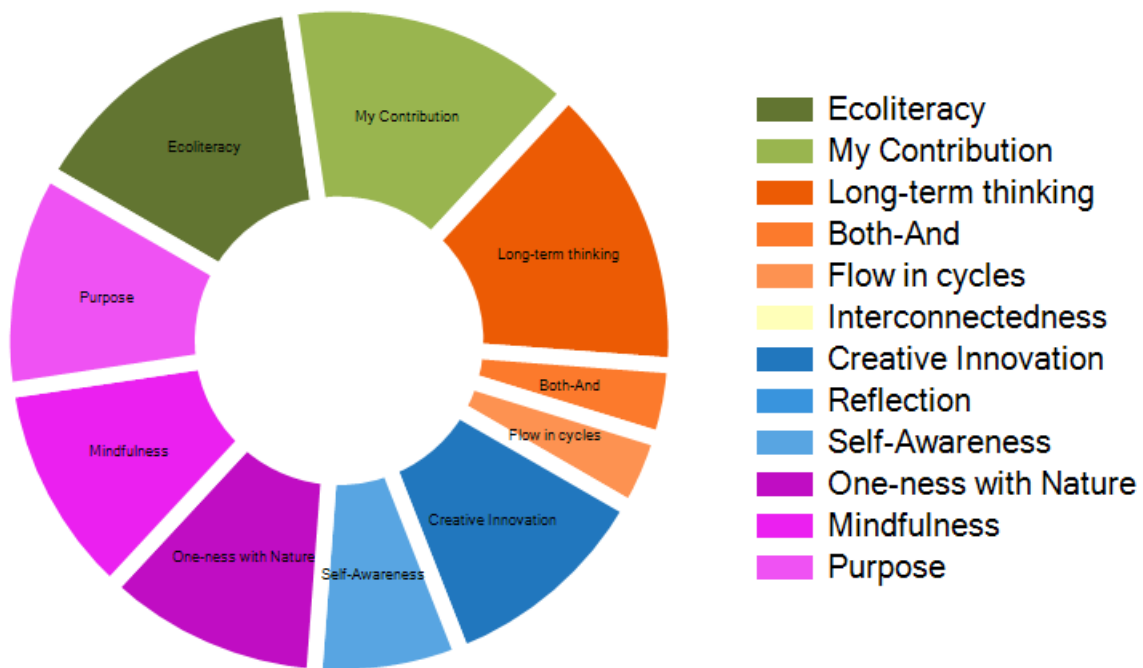 My Contribution
Ecoliteracy
Long-term thinking
Purpose
Both-And
Flow in cycles
Mindfulness
Creative Innovation
One-ness with Nature
Self-Awareness
Ecoliteracy
My Contribution
Long-term thinking
Both-And
Flow in cycles
Interconnectedness
Creative Innovation
Reflection
Self-Awareness
One-ness with Nature
Mindfulness
Purpose